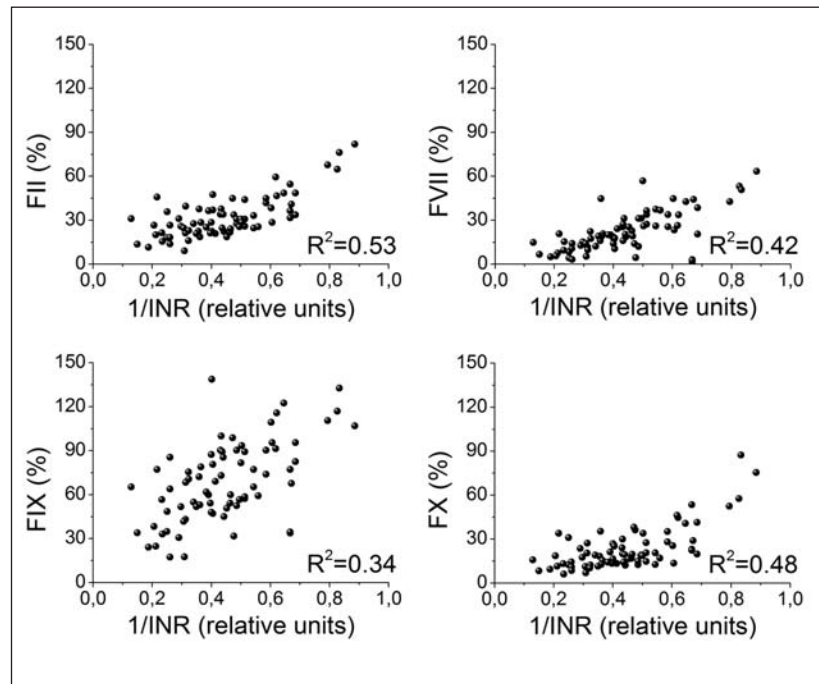 150
120
90
60
30
0
FII (%)
R²=0.53
0,0 0,2 0,4 0,6 0,8 1,0
1/INR (relative units)
150
120
90
60
30
0
FVII (%)
R²=0.42
0,0 0,2 0,4 0,6 0,8 1,0
1/INR (relative units)
150
120
90
60
30
0
FIX (%)
R²=0.34
0,0 0,2 0,4 0,6 0,8 1,0
1/INR (relative units)
150
120
90
60
30
0
FX (%)
R²=0.48
0,0 0,2 0,4 0,6 0,8 1,0
1/INR (relative units)